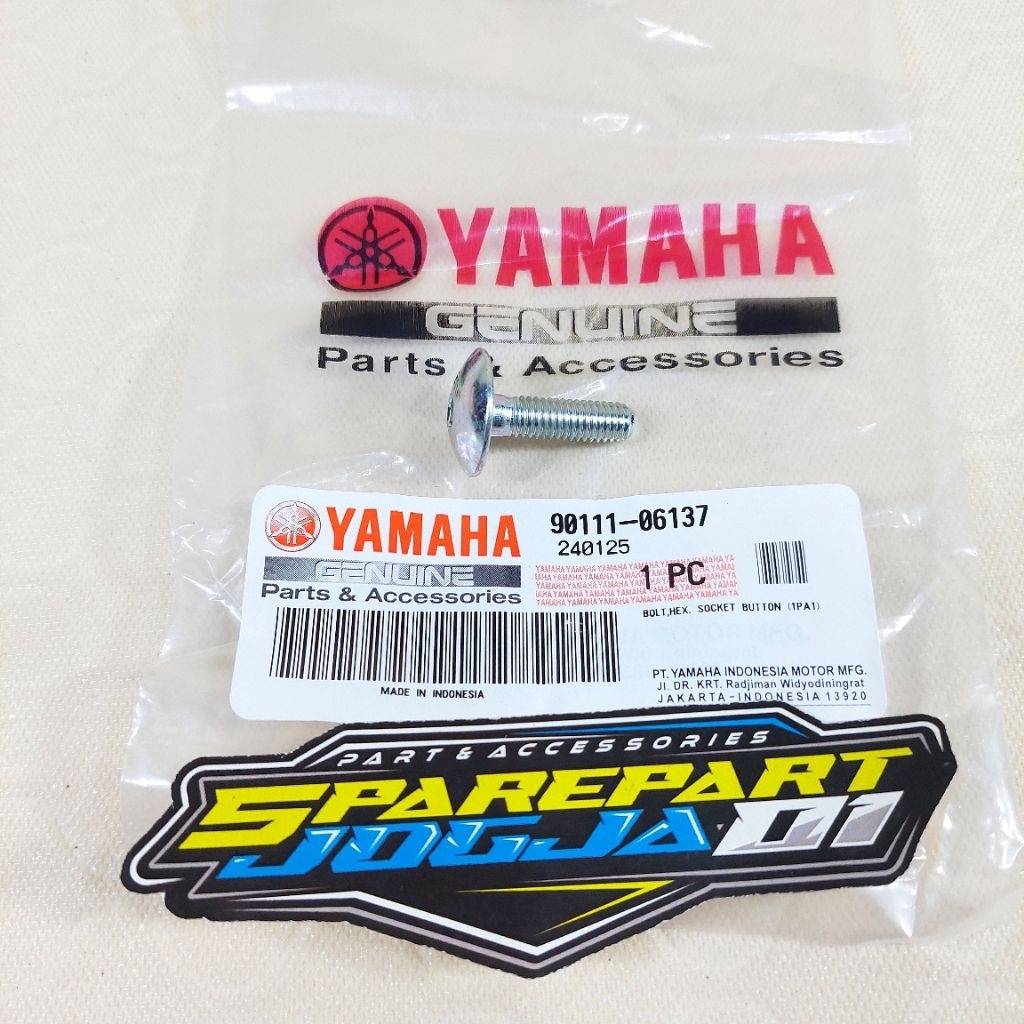 YAMAHA
GENUINE
Parts & Accessories
YAMAHA
GENUINE
Parts & Accessories
90111-06137
240125
1 PC
BOLT,HEX. SOCKET BUTTON (1PA1)
MADE IN INDONESIA
PT. YAMAHA INDONESIA MOTOR MFG.
Jl. DR. KRT. Radjiman Widyodiningrat
JAKARTA-INDONESIA 13920
PART & ACCESSORIES
SPAREPART
JOGJA 01